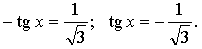 − tg x = 1/√3; tg x = − 1/√3.